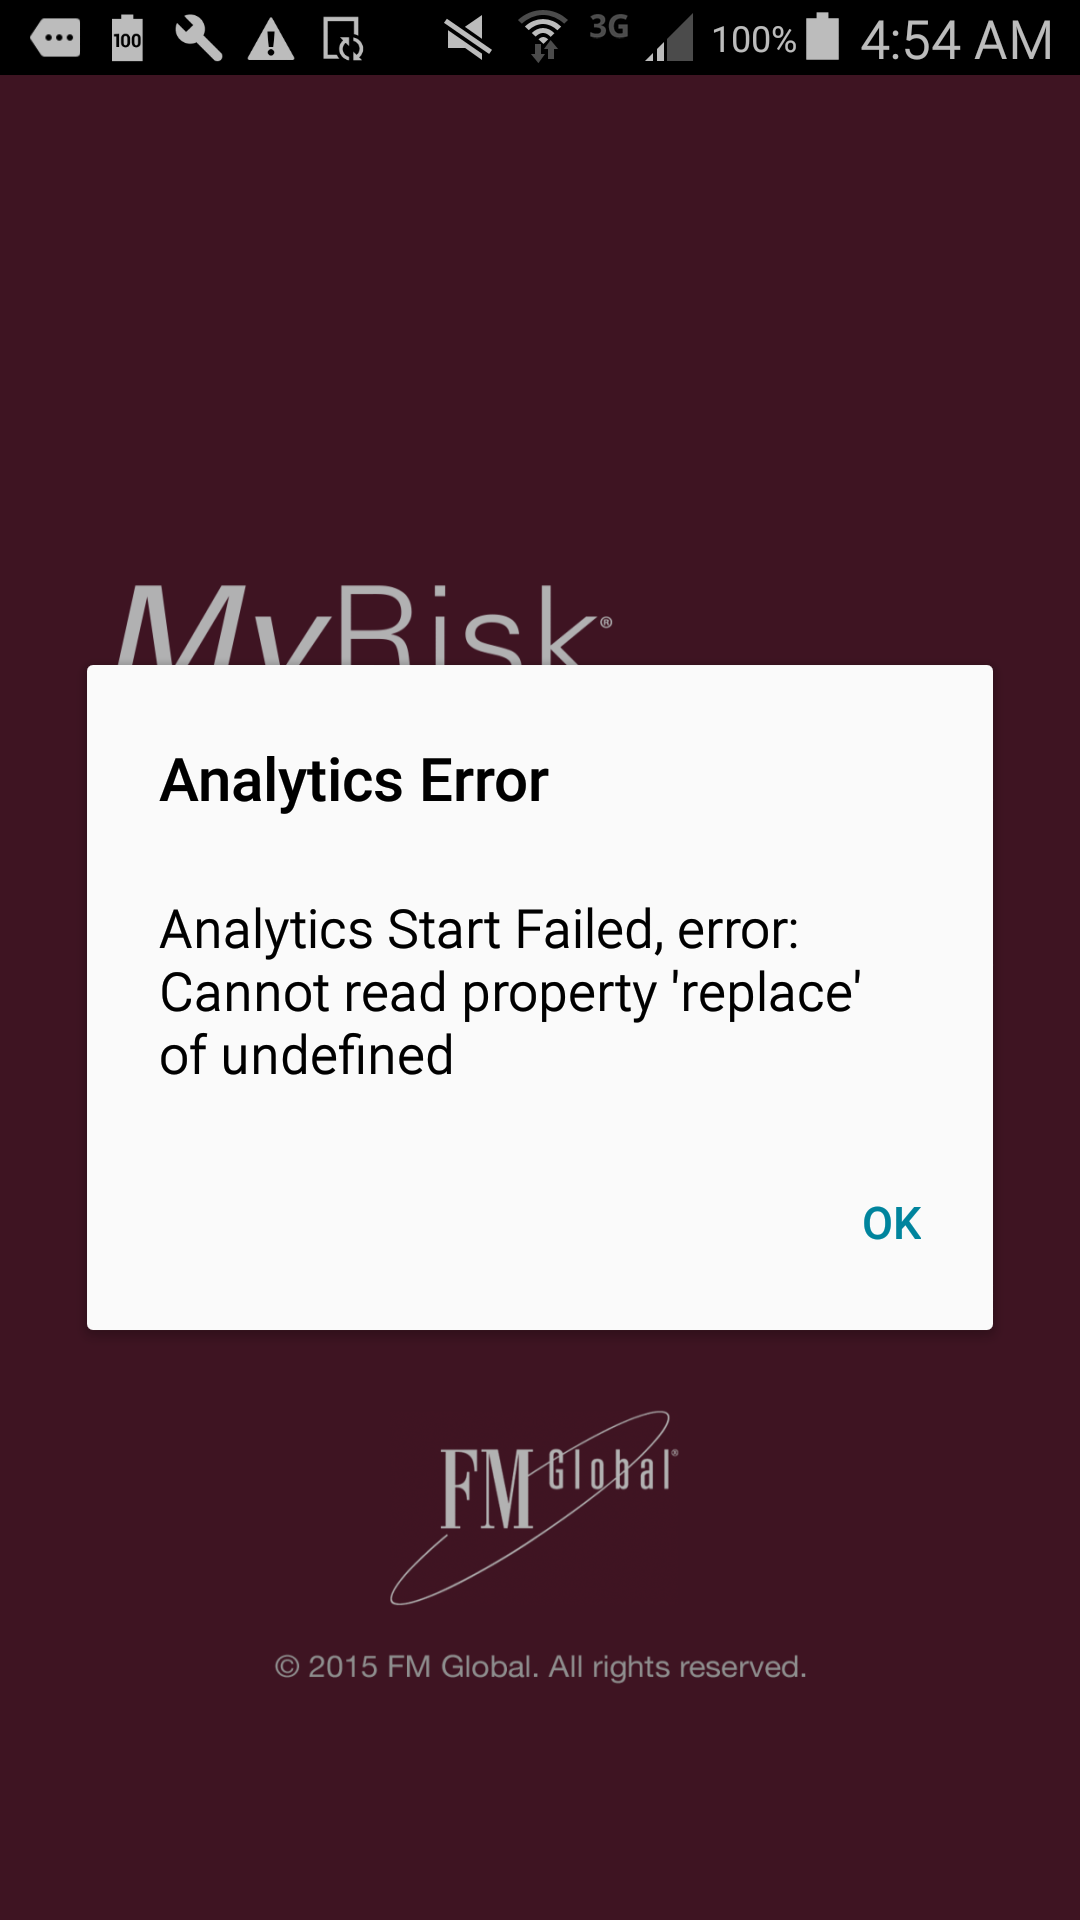 100 3G 100% 4:54 AM
MyRisk®
Analytics Error
Analytics Start Failed, error:
Cannot read property 'replace'
of undefined
OK
FM Global®
© 2015 FM Global. All rights reserved.